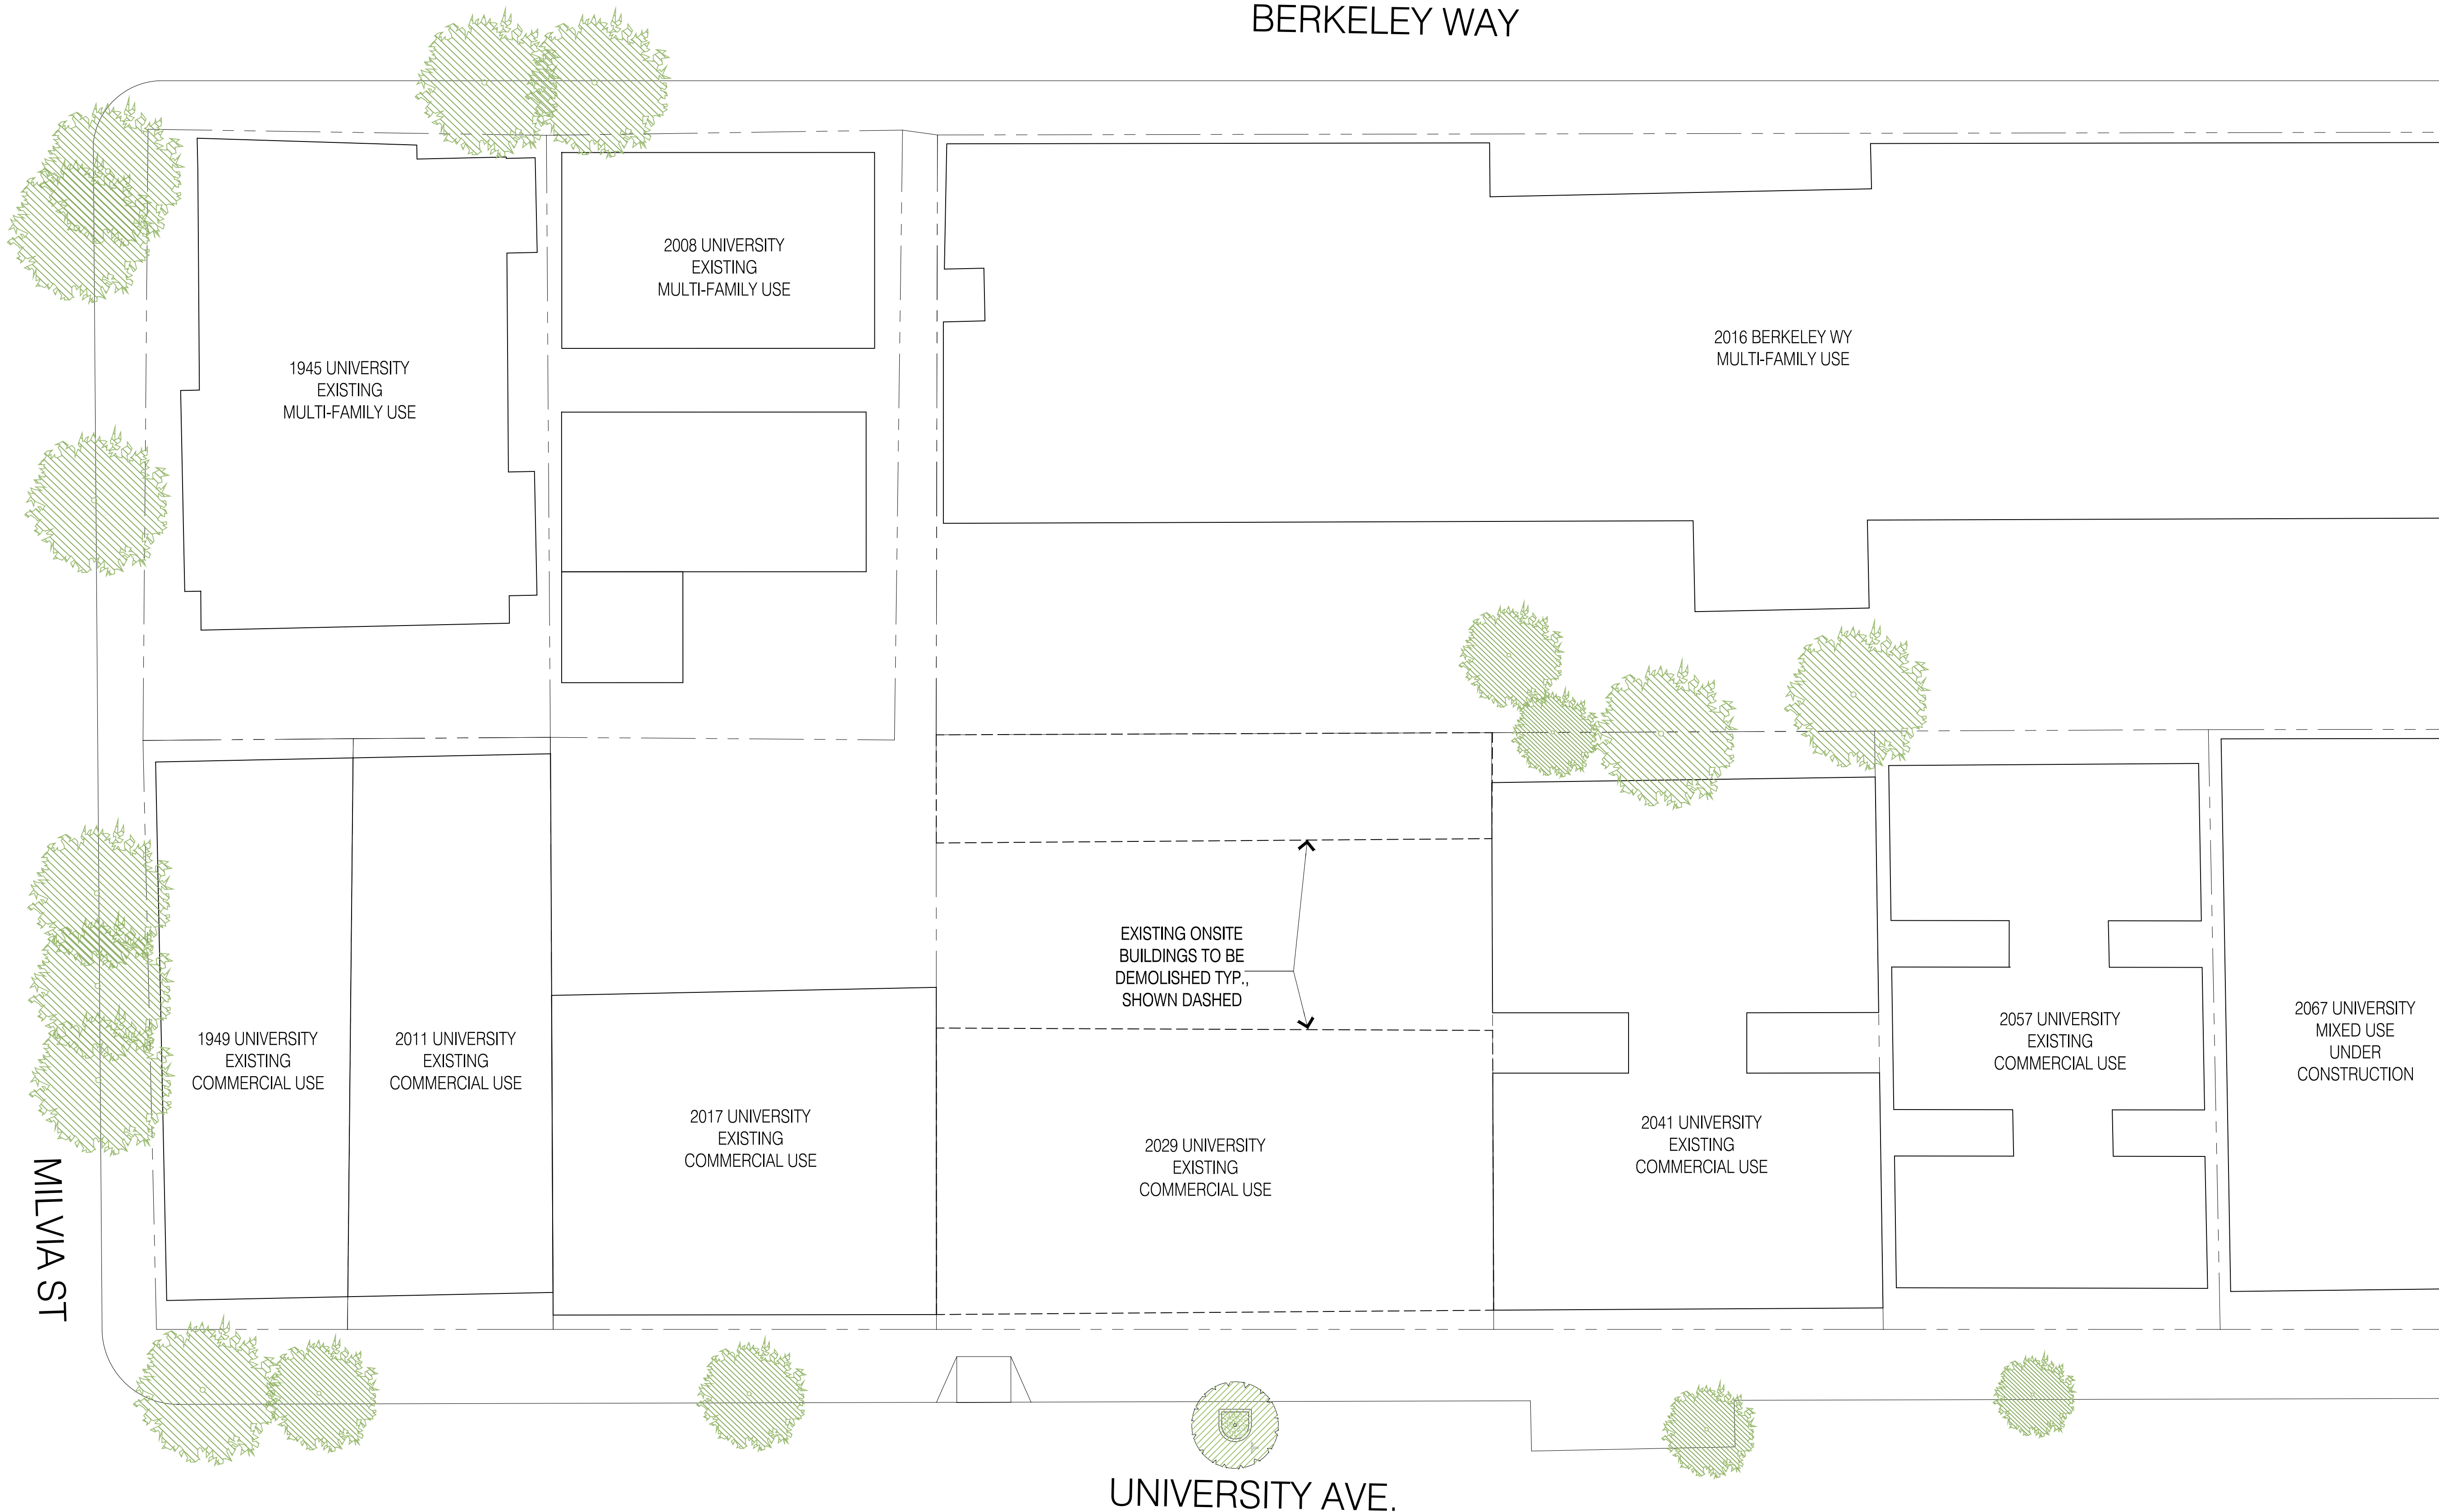 BERKELEY WAY
2008 UNIVERSITY
EXISTING
MULTI-FAMILY USE
1945 UNIVERSITY
EXISTING
MULTI-FAMILY USE
2016 BERKELEY WY
MULTI-FAMILY USE
EXISTING ONSITE
BUILDINGS TO BE
DEMOLISHED TYP.,
SHOWN DASHED
1949 UNIVERSITY
EXISTING
COMMERCIAL USE
2011 UNIVERSITY
EXISTING
COMMERCIAL USE
2017 UNIVERSITY
EXISTING
COMMERCIAL USE
2029 UNIVERSITY
EXISTING
COMMERCIAL USE
2041 UNIVERSITY
EXISTING
COMMERCIAL USE
2057 UNIVERSITY
EXISTING
COMMERCIAL USE
2067 UNIVERSITY
MIXED USE
UNDER
CONSTRUCTION
MILVIA ST
UNIVERSITY AVE.